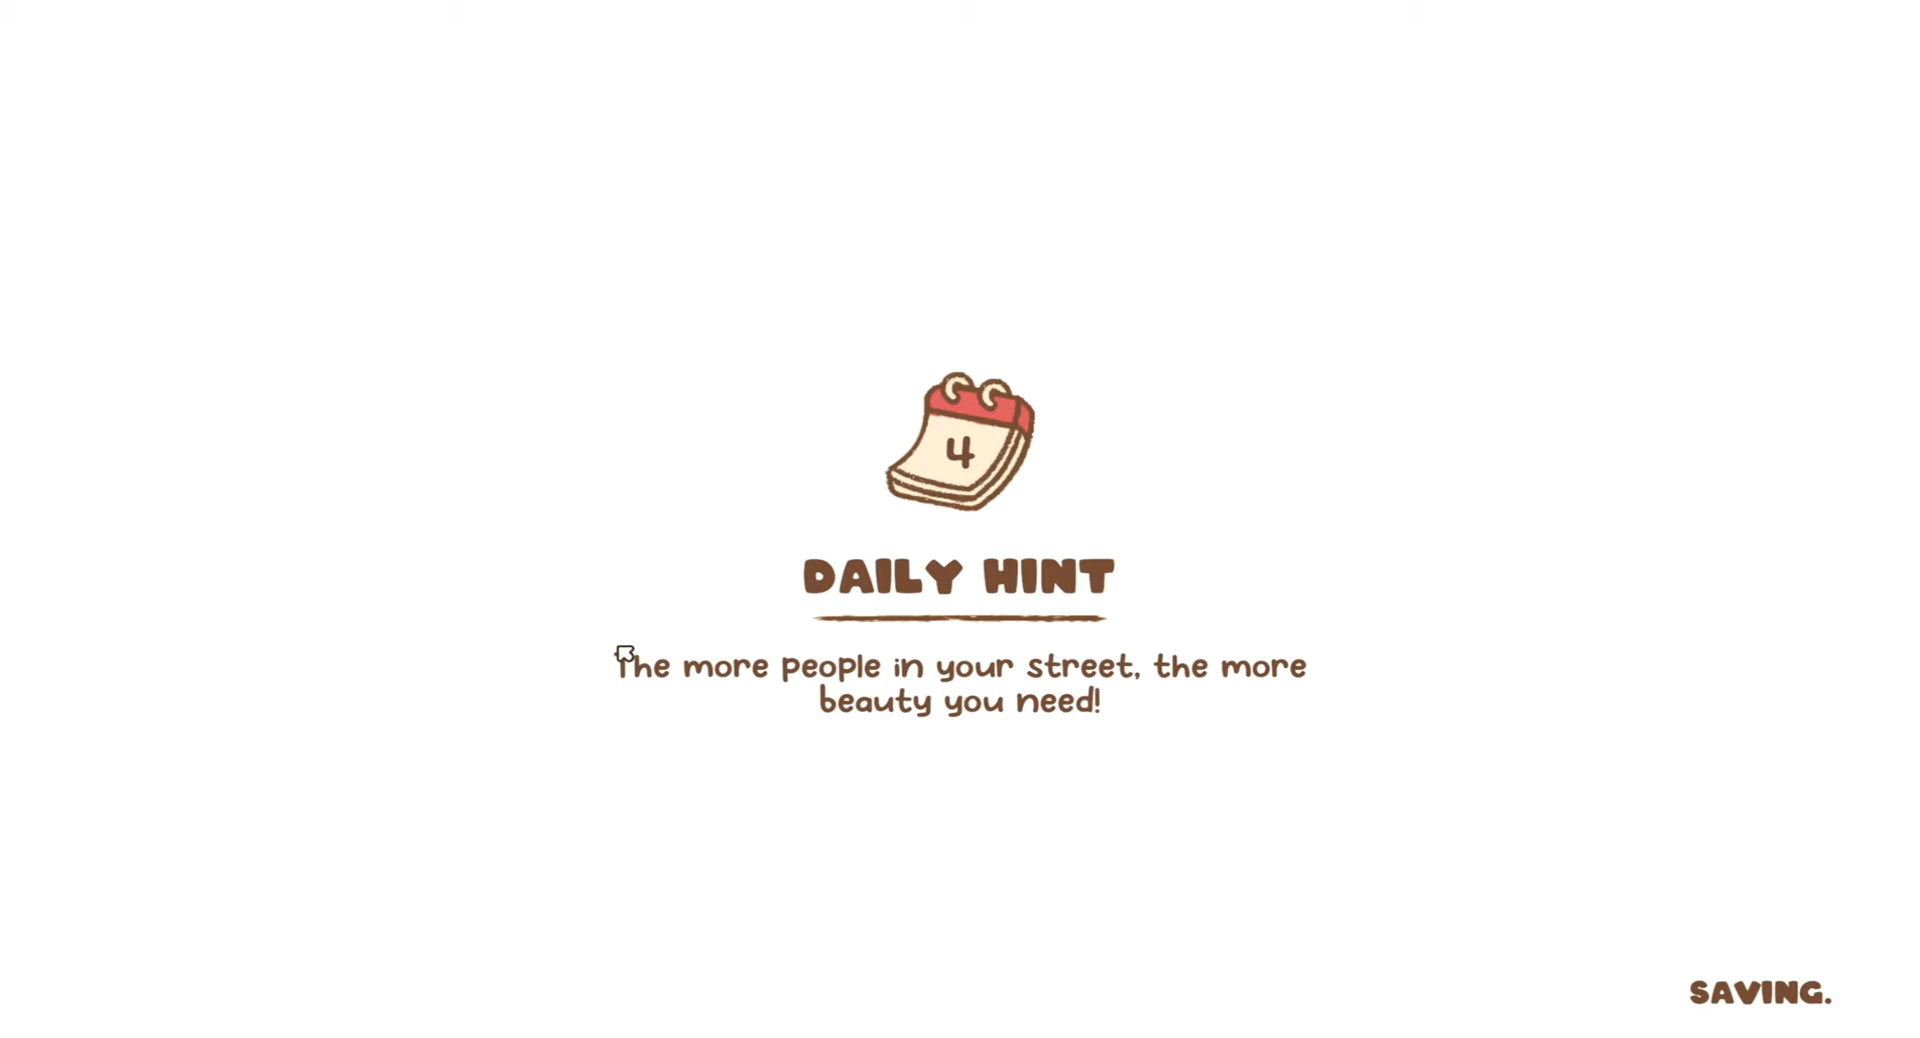 4
DAILY HINT
The more people in your street, the more
beauty you need!
SAVING.